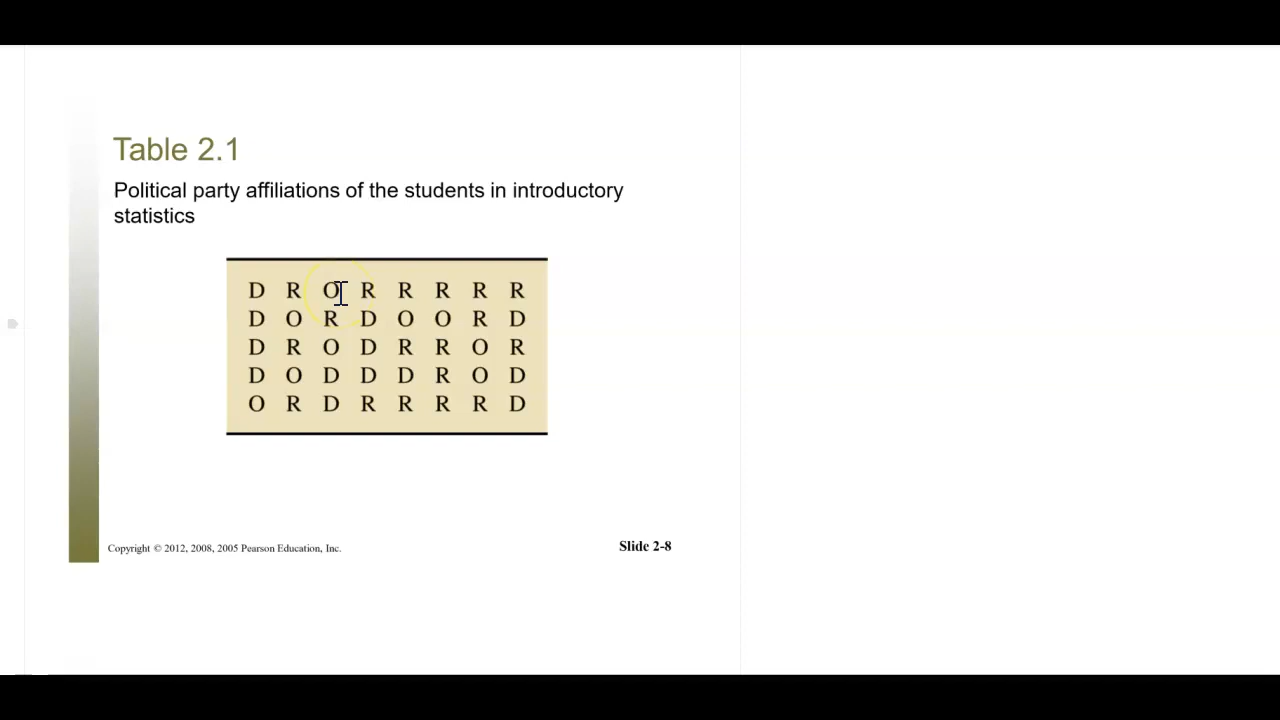 Table 2.1
Political party affiliations of the students in introductory
statistics
D R O R R R R R
D O R D O O R D
D R O D R R O R
D O D D D R O D
O R D R R R R D
Copyright © 2012, 2008, 2005 Pearson Education, Inc.
Slide 2-8